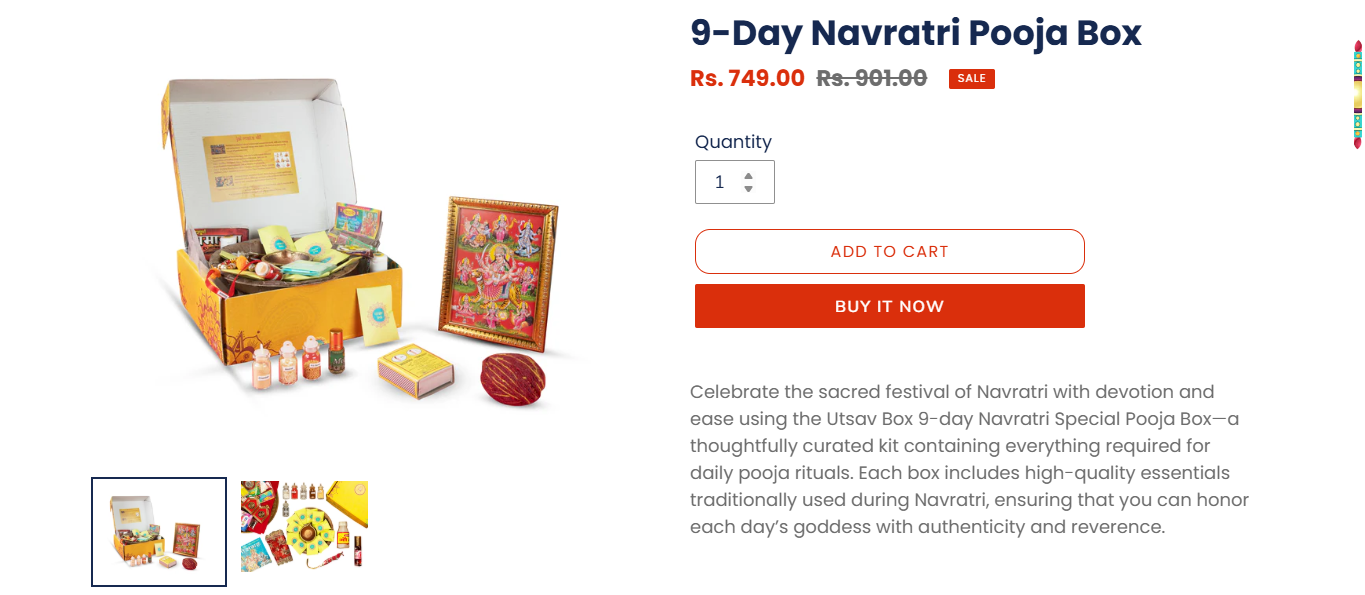 9-Day Navratri Pooja Box
Rs. 749.00 Rs. 901.00 SALE
Quantity
1
ADD TO CART
BUY IT NOW
Celebrate the sacred festival of Navratri with devotion and
ease using the Utsav Box 9-day Navratri Special Pooja Box—a
thoughtfully curated kit containing everything required for
daily pooja rituals. Each box includes high-quality essentials
traditionally used during Navratri, ensuring that you can honor
each day’s goddess with authenticity and reverence.